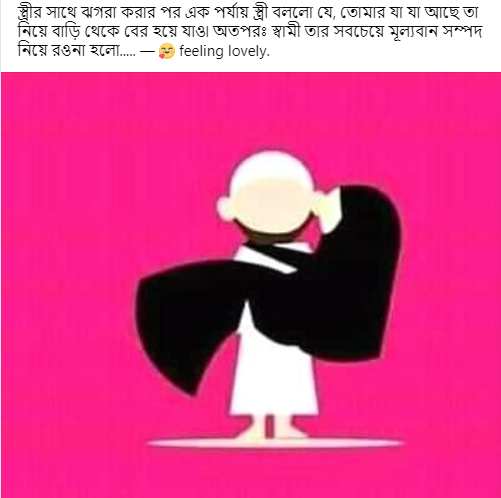 স্ত্রীর সাথে ঝগরা করার পর এক পর্যায় স্ত্রী বললো যে, তোমার যা যা আছে তা
নিয়ে বাড়ি থেকে বের হয়ে যাও। অতপরঃ স্বামী তার সবচেয়ে মূল্যবান সম্পদ
নিয়ে রওনা হলো..... — 🥰 feeling lovely.